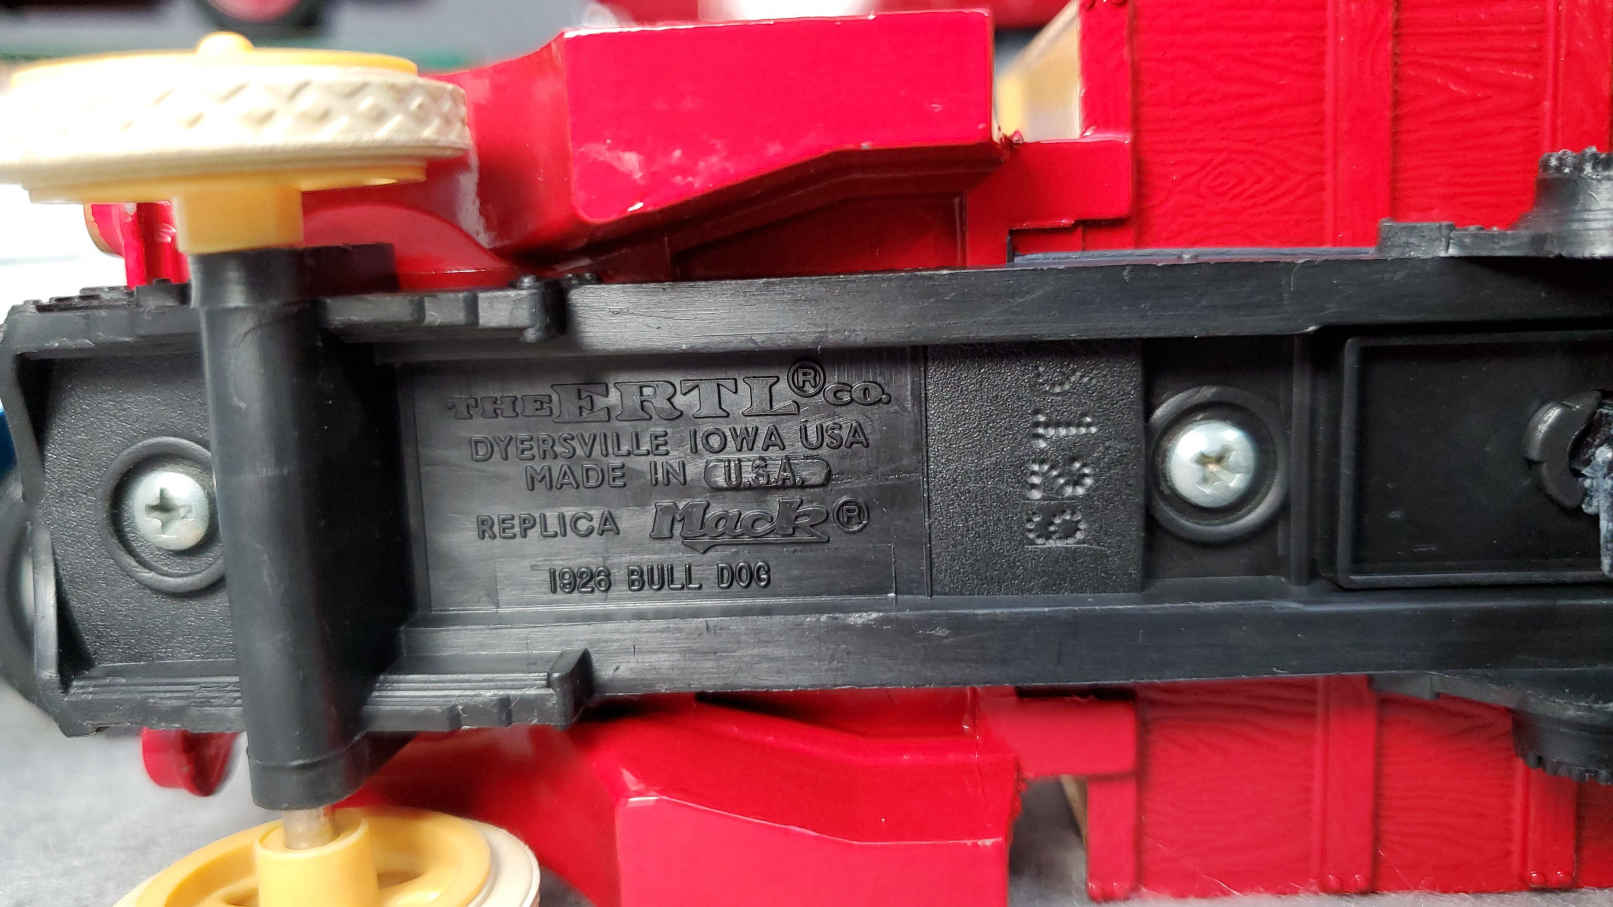 THE ERTL® CO.
DYERSVILLE IOWA USA
MADE IN U.S.A.
REPLICA Mack®
1926 BULL DOG